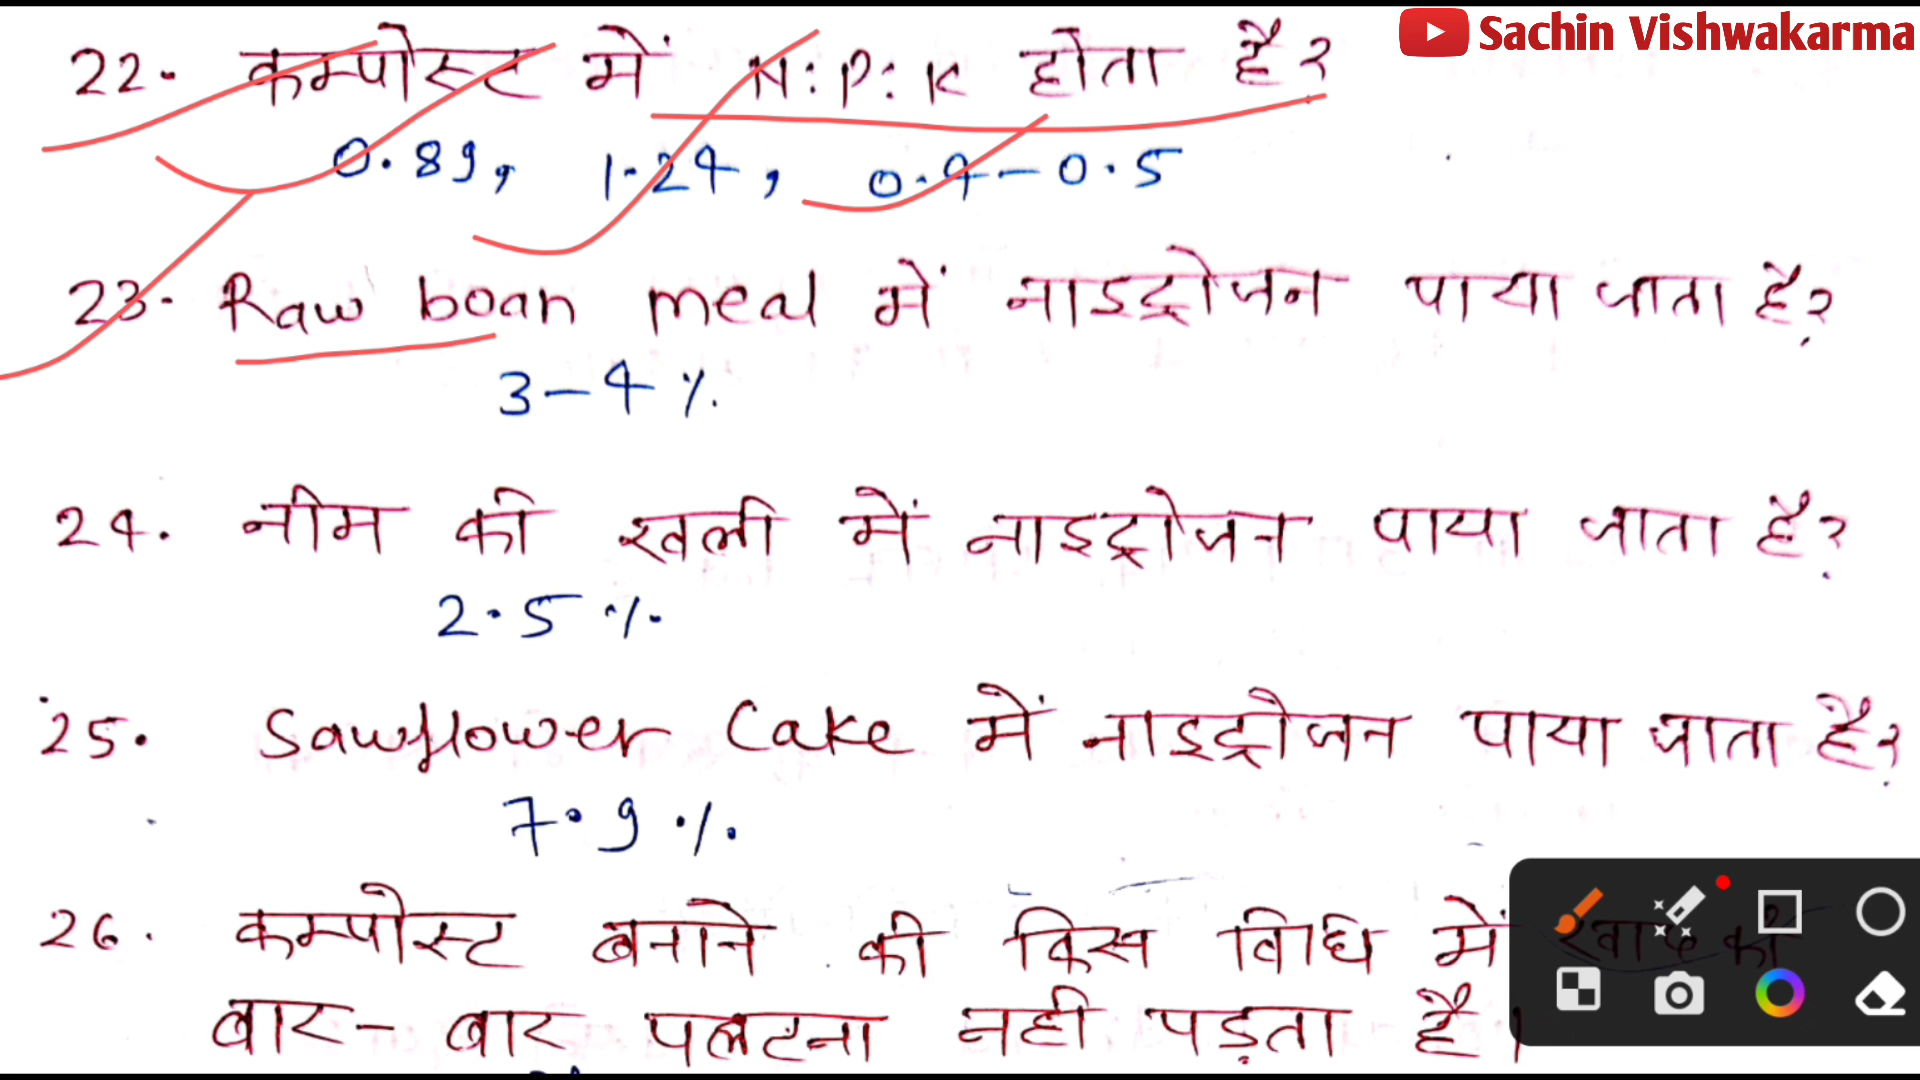 Sachin Vishwakarma
22- कम्पोस्ट में N:P:K होता है?
0.89, 1.24, 0.4-0.5
23- Raw boan meal में नाइट्रोजन पाया जाता है?
3-4%
24. नीम की खली में नाइट्रोजन पाया जाता है?
2.5%
25. Sawflower Cake में नाइट्रोजन पाया जाता है?
7.9%
26. कम्पोस्ट बनाने की किस विधि में खाद को
बार-बार पलटना नही पड़ता है।